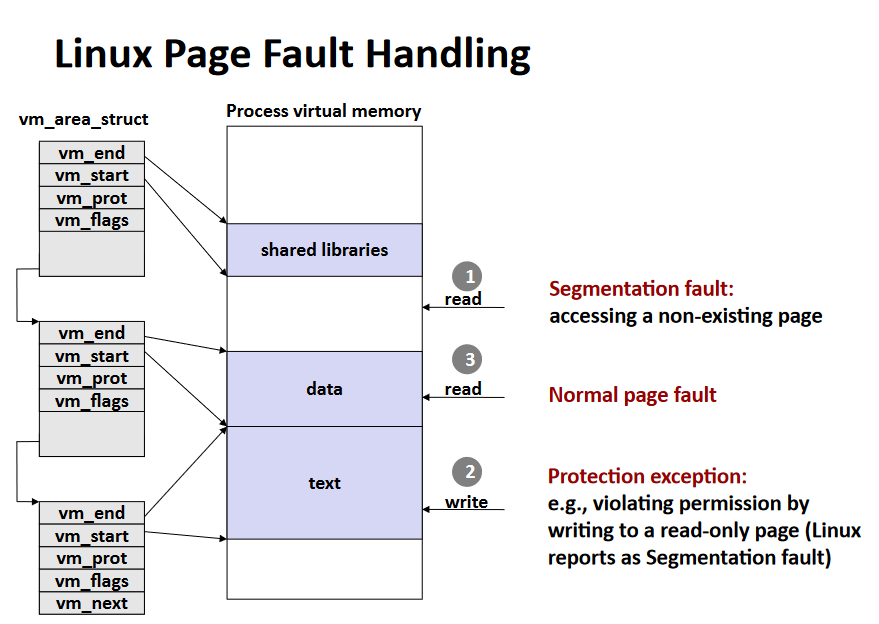 Linux Page Fault Handling
vm_area_struct
Process virtual memory
vm_end
vm_start
vm_prot
vm_flags
shared libraries
1
read
Segmentation fault:
accessing a non-existing page
vm_end
vm_start
vm_prot
vm_flags
data
3
read
Normal page fault
text
2
write
Protection exception:
e.g., violating permission by
writing to a read-only page (Linux
reports as Segmentation fault)
vm_end
vm_start
vm_prot
vm_flags
vm_next